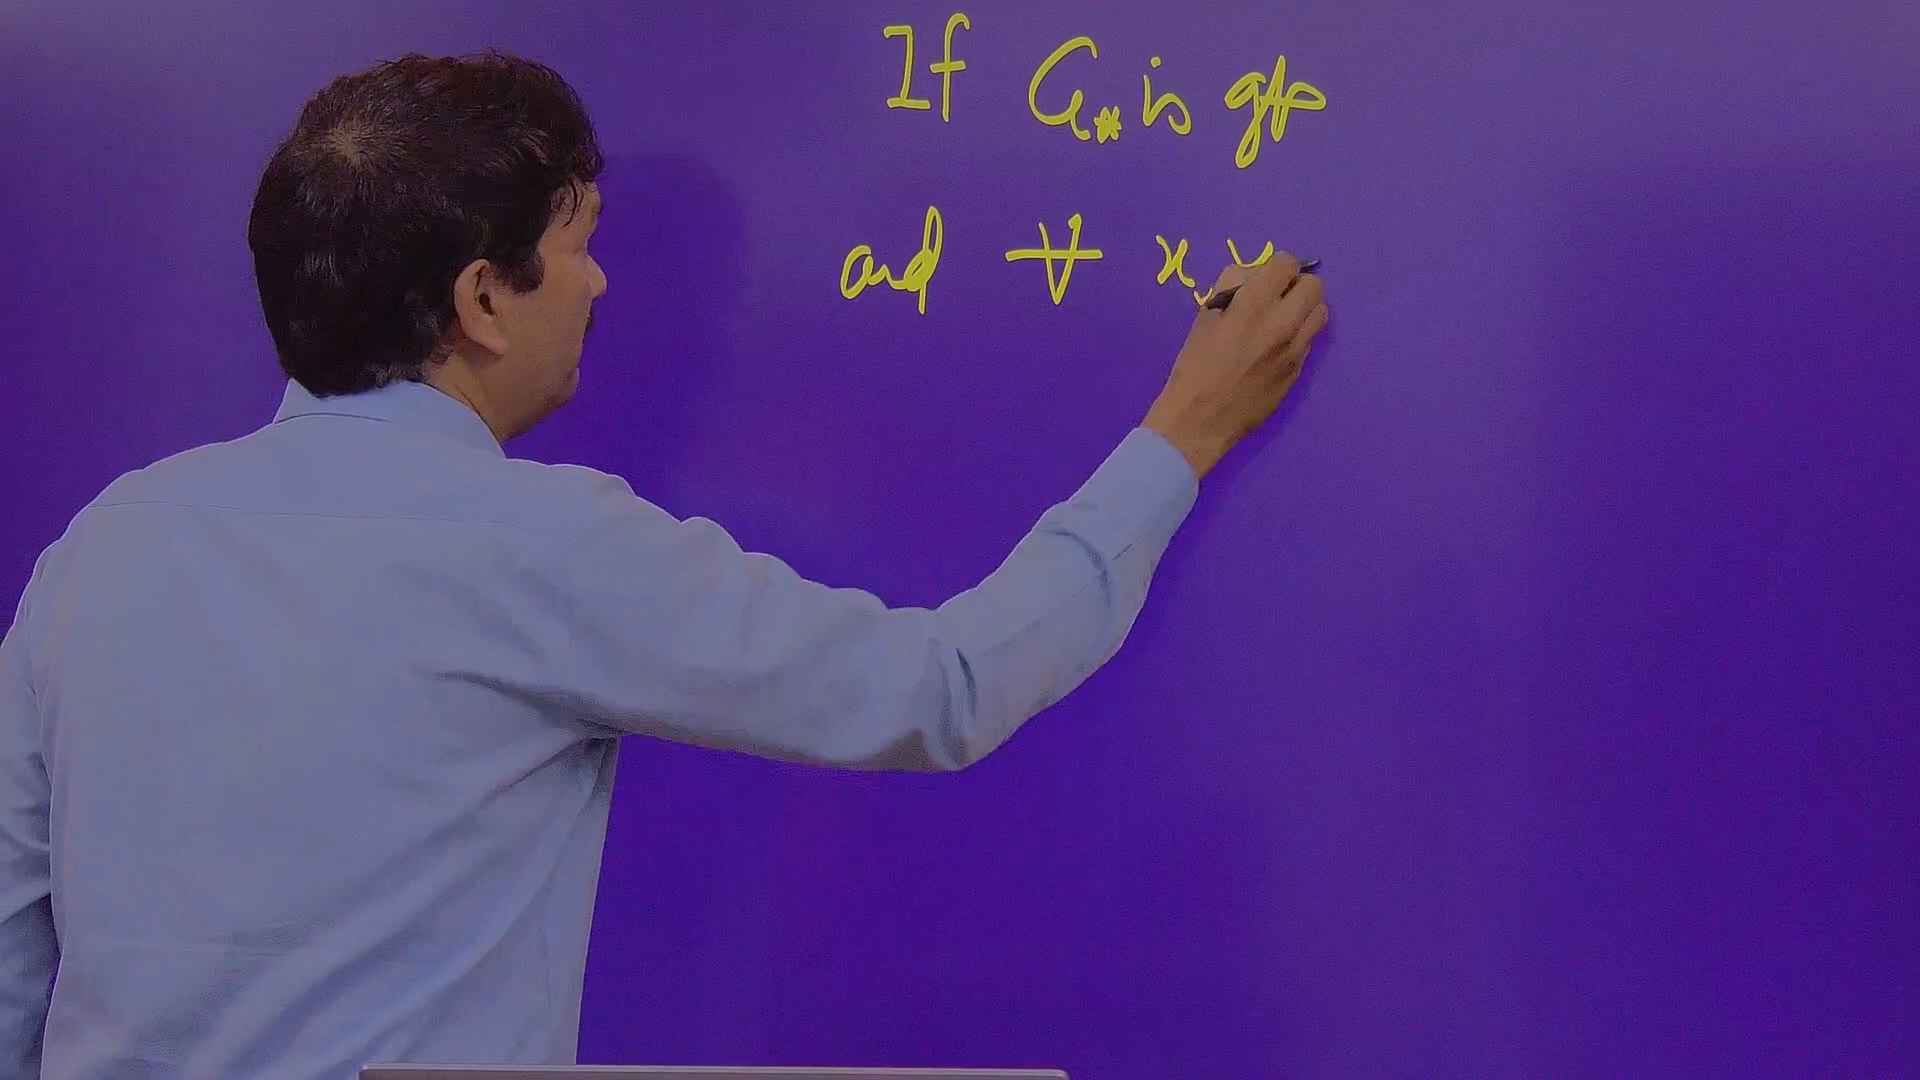 If G* is gp
and ∀ x, y